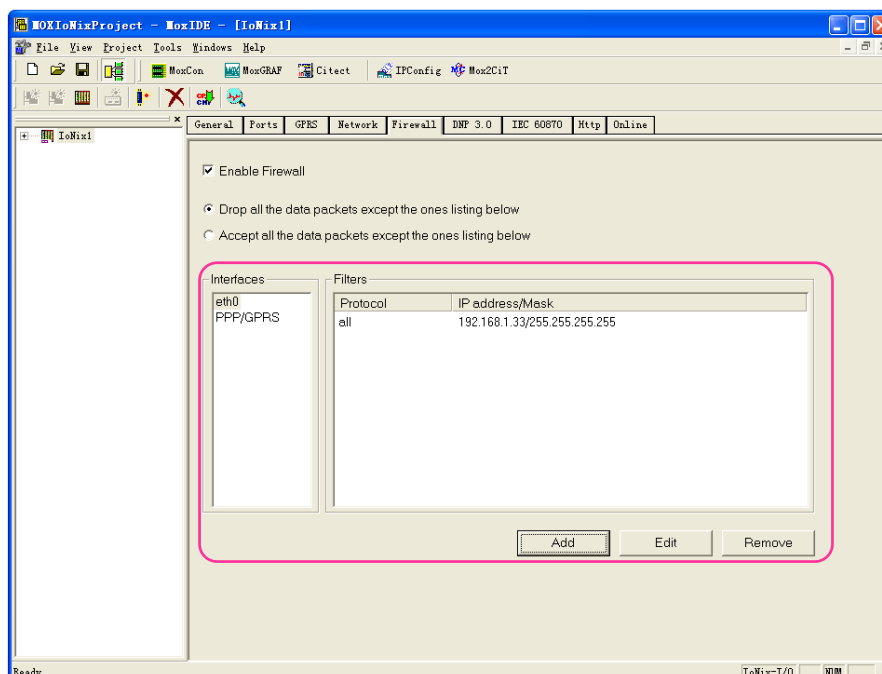 MOXIoNixProject - MoxIDE - [IoNix1]
File View Project Tools Windows Help
MoxCon MoxGRAF Citect IPConfig Mox2CiT
General Ports GPRS Network Firewall DNP 3.0 IEC 60870 Http Online
IoNix1
Enable Firewall
Drop all the data packets except the ones listing below
Accept all the data packets except the ones listing below
Interfaces
eth0
PPP/GPRS
Filters
Protocol IP address/Mask
all 192.168.1.33/255.255.255.255
Add Edit Remove
Ready IoNix-I/O NUM